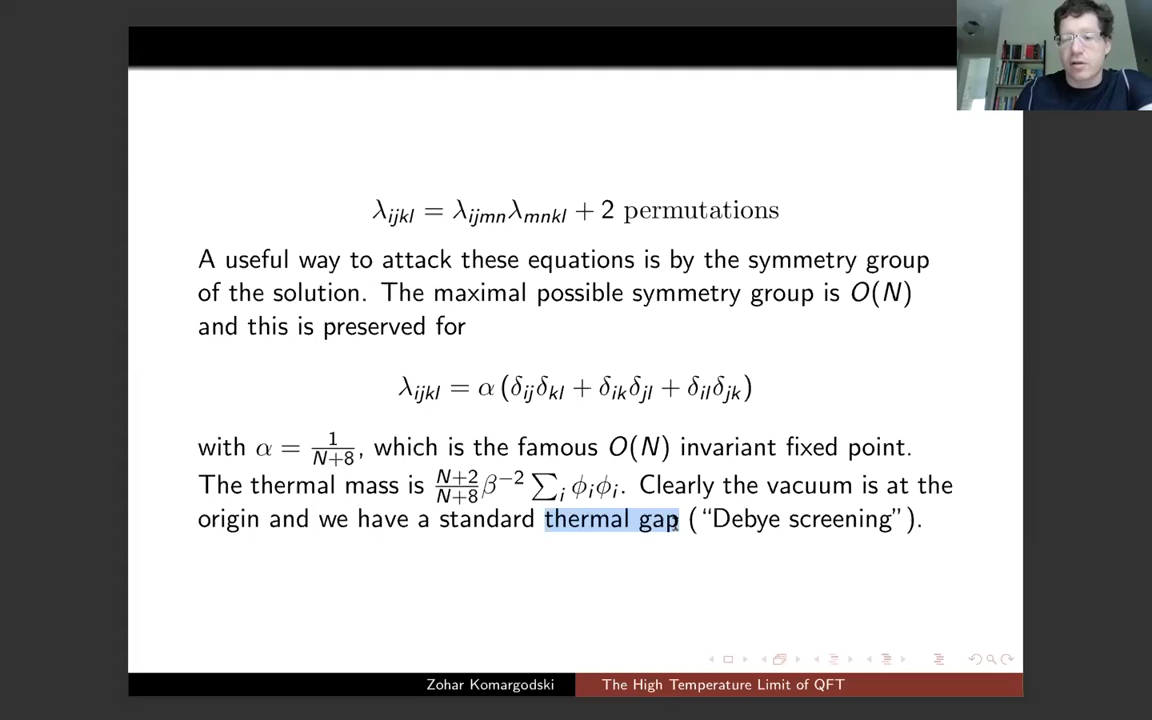 λ_{ijkl} = λ_{ijmn}λ_{mnkl} + 2 permutations
A useful way to attack these equations is by the symmetry group
of the solution. The maximal possible symmetry group is O(N)
and this is preserved for
λ_{ijkl} = α (δ_{ij}δ_{kl} + δ_{ik}δ_{jl} + δ_{il}δ_{jk})
with α = \frac{1}{N+8}, which is the famous O(N) invariant fixed point.
The thermal mass is \frac{N+2}{N+8}β^{-2} ∑_i φ_iφ_i. Clearly the vacuum is at the
origin and we have a standard thermal gap (“Debye screening”).
Zohar Komargodski
The High Temperature Limit of QFT